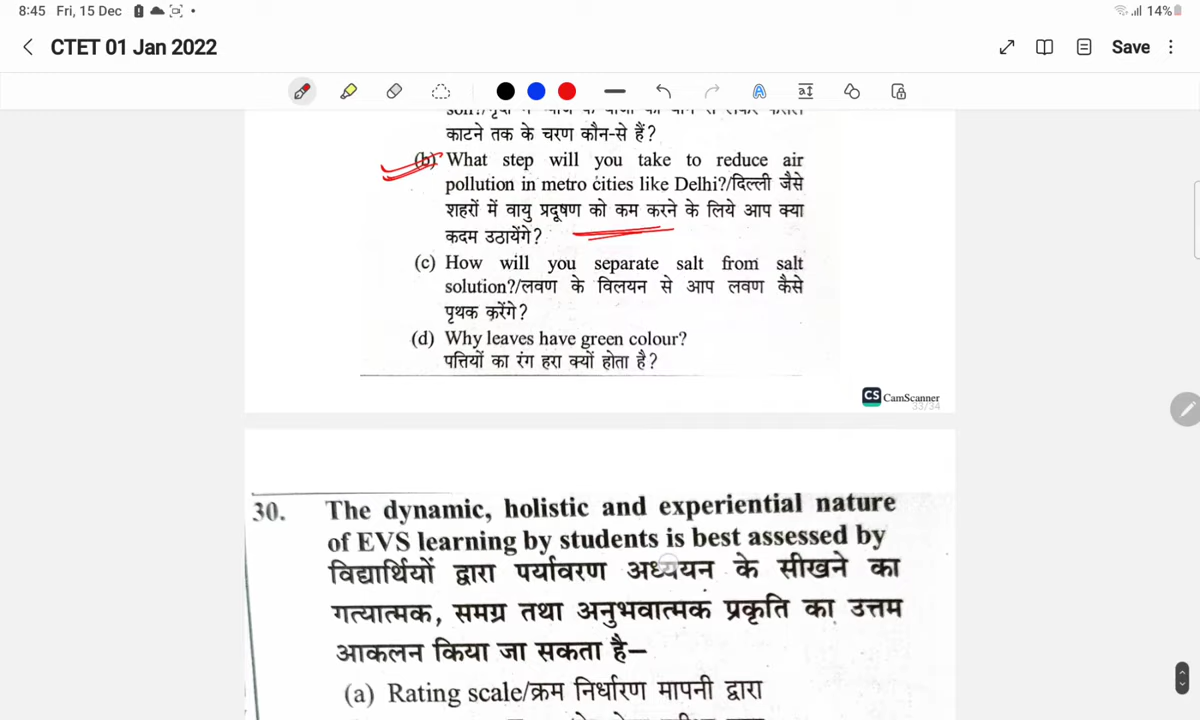 8:45 Fri, 15 Dec
14%
CTET 01 Jan 2022
Save
काटने तक के चरण कौन-से हैं?
(b) What step will you take to reduce air
pollution in metro cities like Delhi?/दिल्ली जैसे
शहरों में वायु प्रदूषण को कम करने के लिये आप क्या
कदम उठायेंगे?
(c) How will you separate salt from salt
solution?/लवण के विलयन से आप लवण कैसे
पृथक करेंगे?
(d) Why leaves have green colour?
पत्तियों का रंग हरा क्यों होता है?
CS CamScanner
33/34
30. The dynamic, holistic and experiential nature
of EVS learning by students is best assessed by
विद्यार्थियों द्वारा पर्यावरण अध्ययन के सीखने का
गत्यात्मक, समग्र तथा अनुभवात्मक प्रकृति का उत्तम
आकलन किया जा सकता है–
(a) Rating scale/क्रम निर्धारण मापनी द्वारा